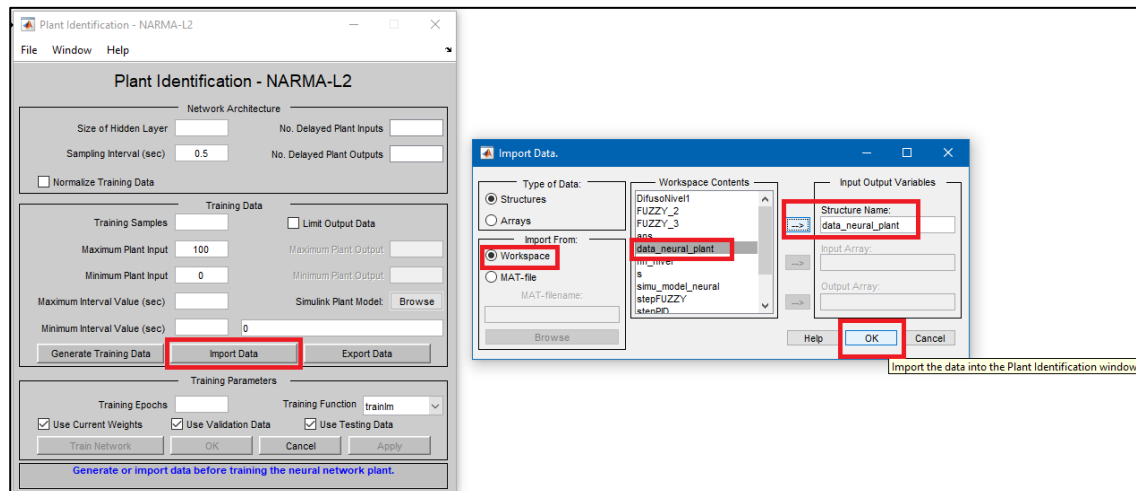 Plant Identification - NARMA-L2
File Window Help
Plant Identification - NARMA-L2
Network Architecture
Size of Hidden Layer No. Delayed Plant Inputs
Sampling Interval (sec) 0.5 No. Delayed Plant Outputs
Normalize Training Data
Training Data
Training Samples Limit Output Data
Maximum Plant Input 100 Maximum Plant Output
Minimum Plant Input 0 Minimum Plant Output
Maximum Interval Value (sec) Simulink Plant Model: Browse
Minimum Interval Value (sec) 0
Generate Training Data Import Data Export Data
Training Parameters
Training Epochs Training Function trainlm
Use Current Weights Use Validation Data Use Testing Data
Train Network OK Cancel Apply
Generate or import data before training the neural network plant.
Import Data.
Type of Data:
Structures
Arrays
Import From:
Workspace
MAT-file
MAT-filename:
Browse
Workspace Contents
DifusoNivel1
FUZZY_2
FUZZY_3
ans
data_neural_plant
s
simu_model_neural
stepFUZZY
stepPID
Input Output Variables
Structure Name:
--> data_neural_plant
Input Array:
-->
Output Array:
-->
Help OK Cancel
Import the data into the Plant Identification window